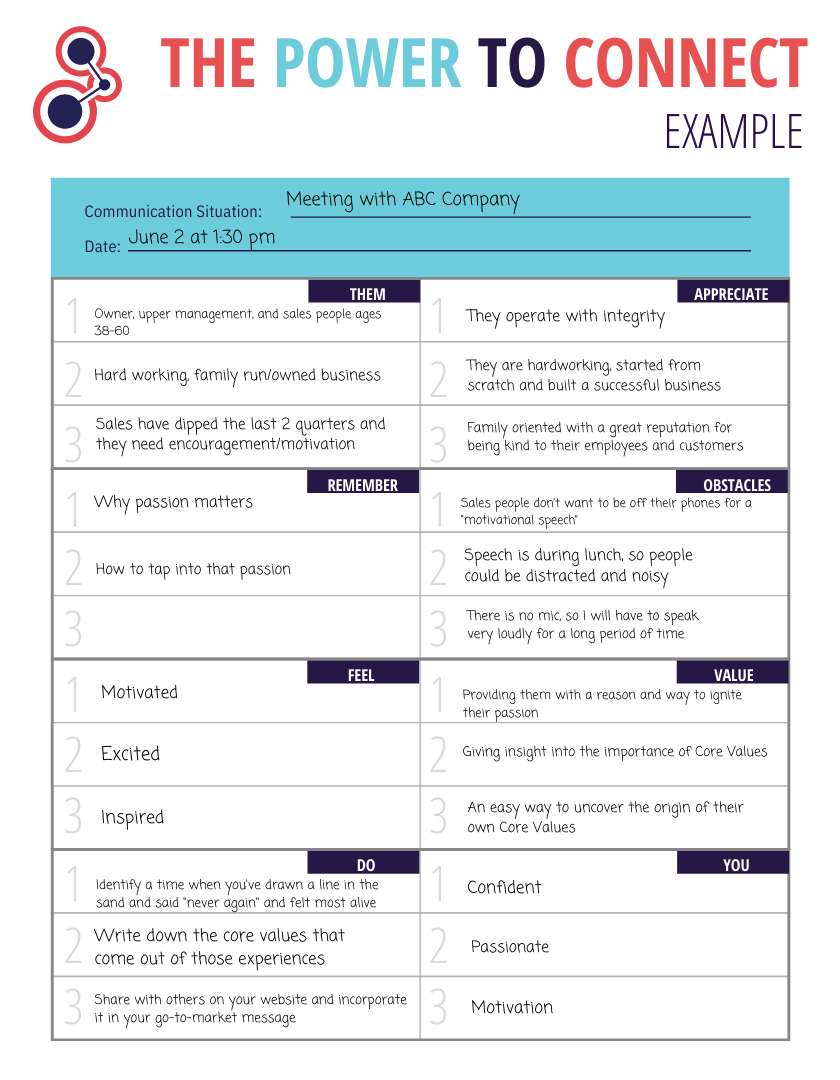 THE POWER TO CONNECT
EXAMPLE
Communication Situation: Meeting with ABC Company
Date: June 2 at 1:30 pm
THEM
1 Owner, upper management, and sales people ages
38-60
2 Hard working, family run/owned business
3 Sales have dipped the last 2 quarters and
they need encouragement/motivation
APPRECIATE
1 They operate with integrity
2 They are hardworking, started from
scratch and built a successful business
3 Family oriented with a great reputation for
being kind to their employees and customers
REMEMBER
1 Why passion matters
2 How to tap into that passion
3
OBSTACLES
1 Sales people don't want to be off their phones for a
"motivational speech"
2 Speech is during lunch, so people
could be distracted and noisy
3 There is no mic, so I will have to speak
very loudly for a long period of time
FEEL
1 Motivated
2 Excited
3 Inspired
VALUE
1 Providing them with a reason and way to ignite
their passion
2 Giving insight into the importance of Core Values
3 An easy way to uncover the origin of their
own Core Values
DO
1 Identify a time when you've drawn a line in the
sand and said "never again" and felt most alive
2 Write down the core values that
come out of those experiences
3 Share with others on your website and incorporate
it in your go-to-market message
YOU
1 Confident
2 Passionate
3 Motivation